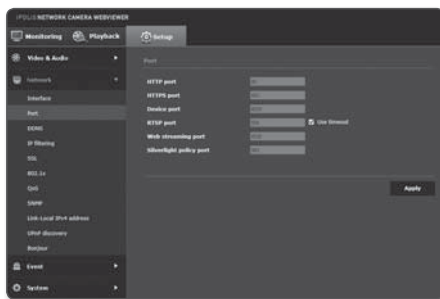 iPOLiS NETWORK CAMERA WEBVIEWER
Monitoring
Playback
Setup
Video & Audio
Network
Interface
Port
DDNS
IP filtering
SSL
802.1x
QoS
SNMP
Link-Local IPv4 address
UPnP discovery
Bonjour
Event
System
Port
HTTP port
HTTPS port
Device port
RTSP port
Use timeout
Web streaming port
Silverlight policy port
Apply